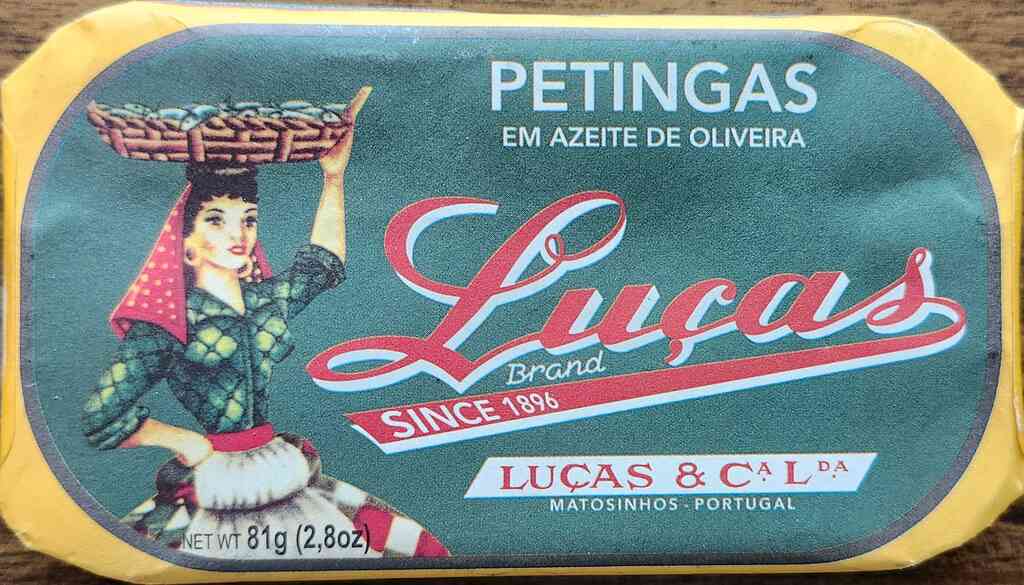 PETINGAS
EM AZEITE DE OLIVEIRA
Luças
Brand
SINCE 1896
LUÇAS & Cᴬ Lᴰᴬ
MATOSINHOS - PORTUGAL
NET WT 81g (2,8oz)